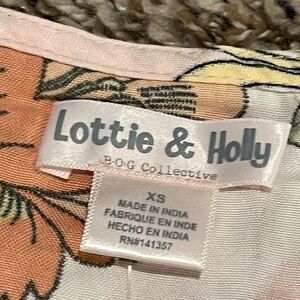 Lottie & Holly
B·O·G Collective
XS
MADE IN INDIA
FABRIQUE EN INDE
HECHO EN INDIA
RN#141357